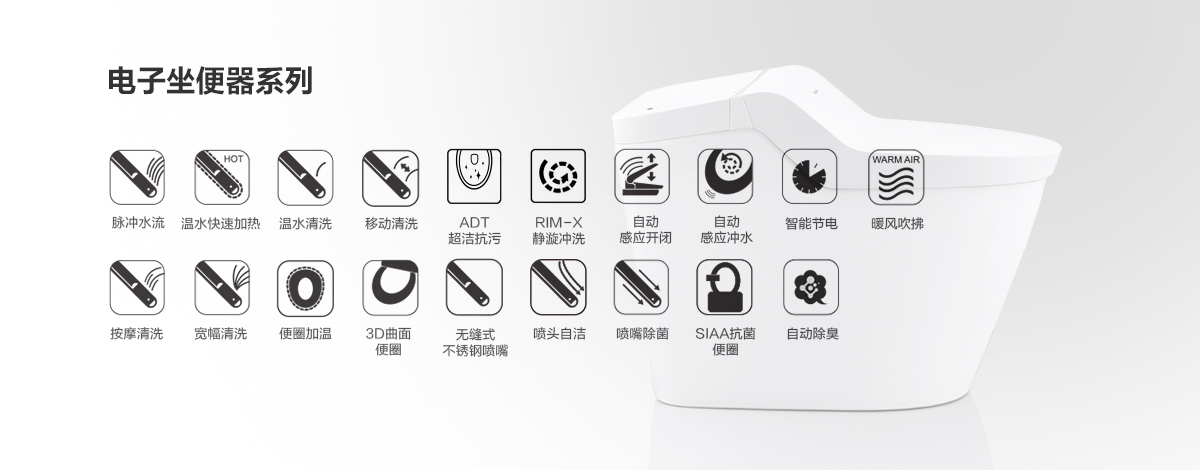 电子坐便器系列
HOT
WARM AIR
脉冲水流
温水快速加热
温水清洗
移动清洗
ADT
超洁抗污
RIM-X
静漩冲洗
自动
感应开闭
自动
感应冲水
智能节电
暖风吹拂
按摩清洗
宽幅清洗
便圈加温
3D曲面
便圈
无缝式
不锈钢喷嘴
喷头自洁
喷嘴除菌
SIAA抗菌
便圈
自动除臭